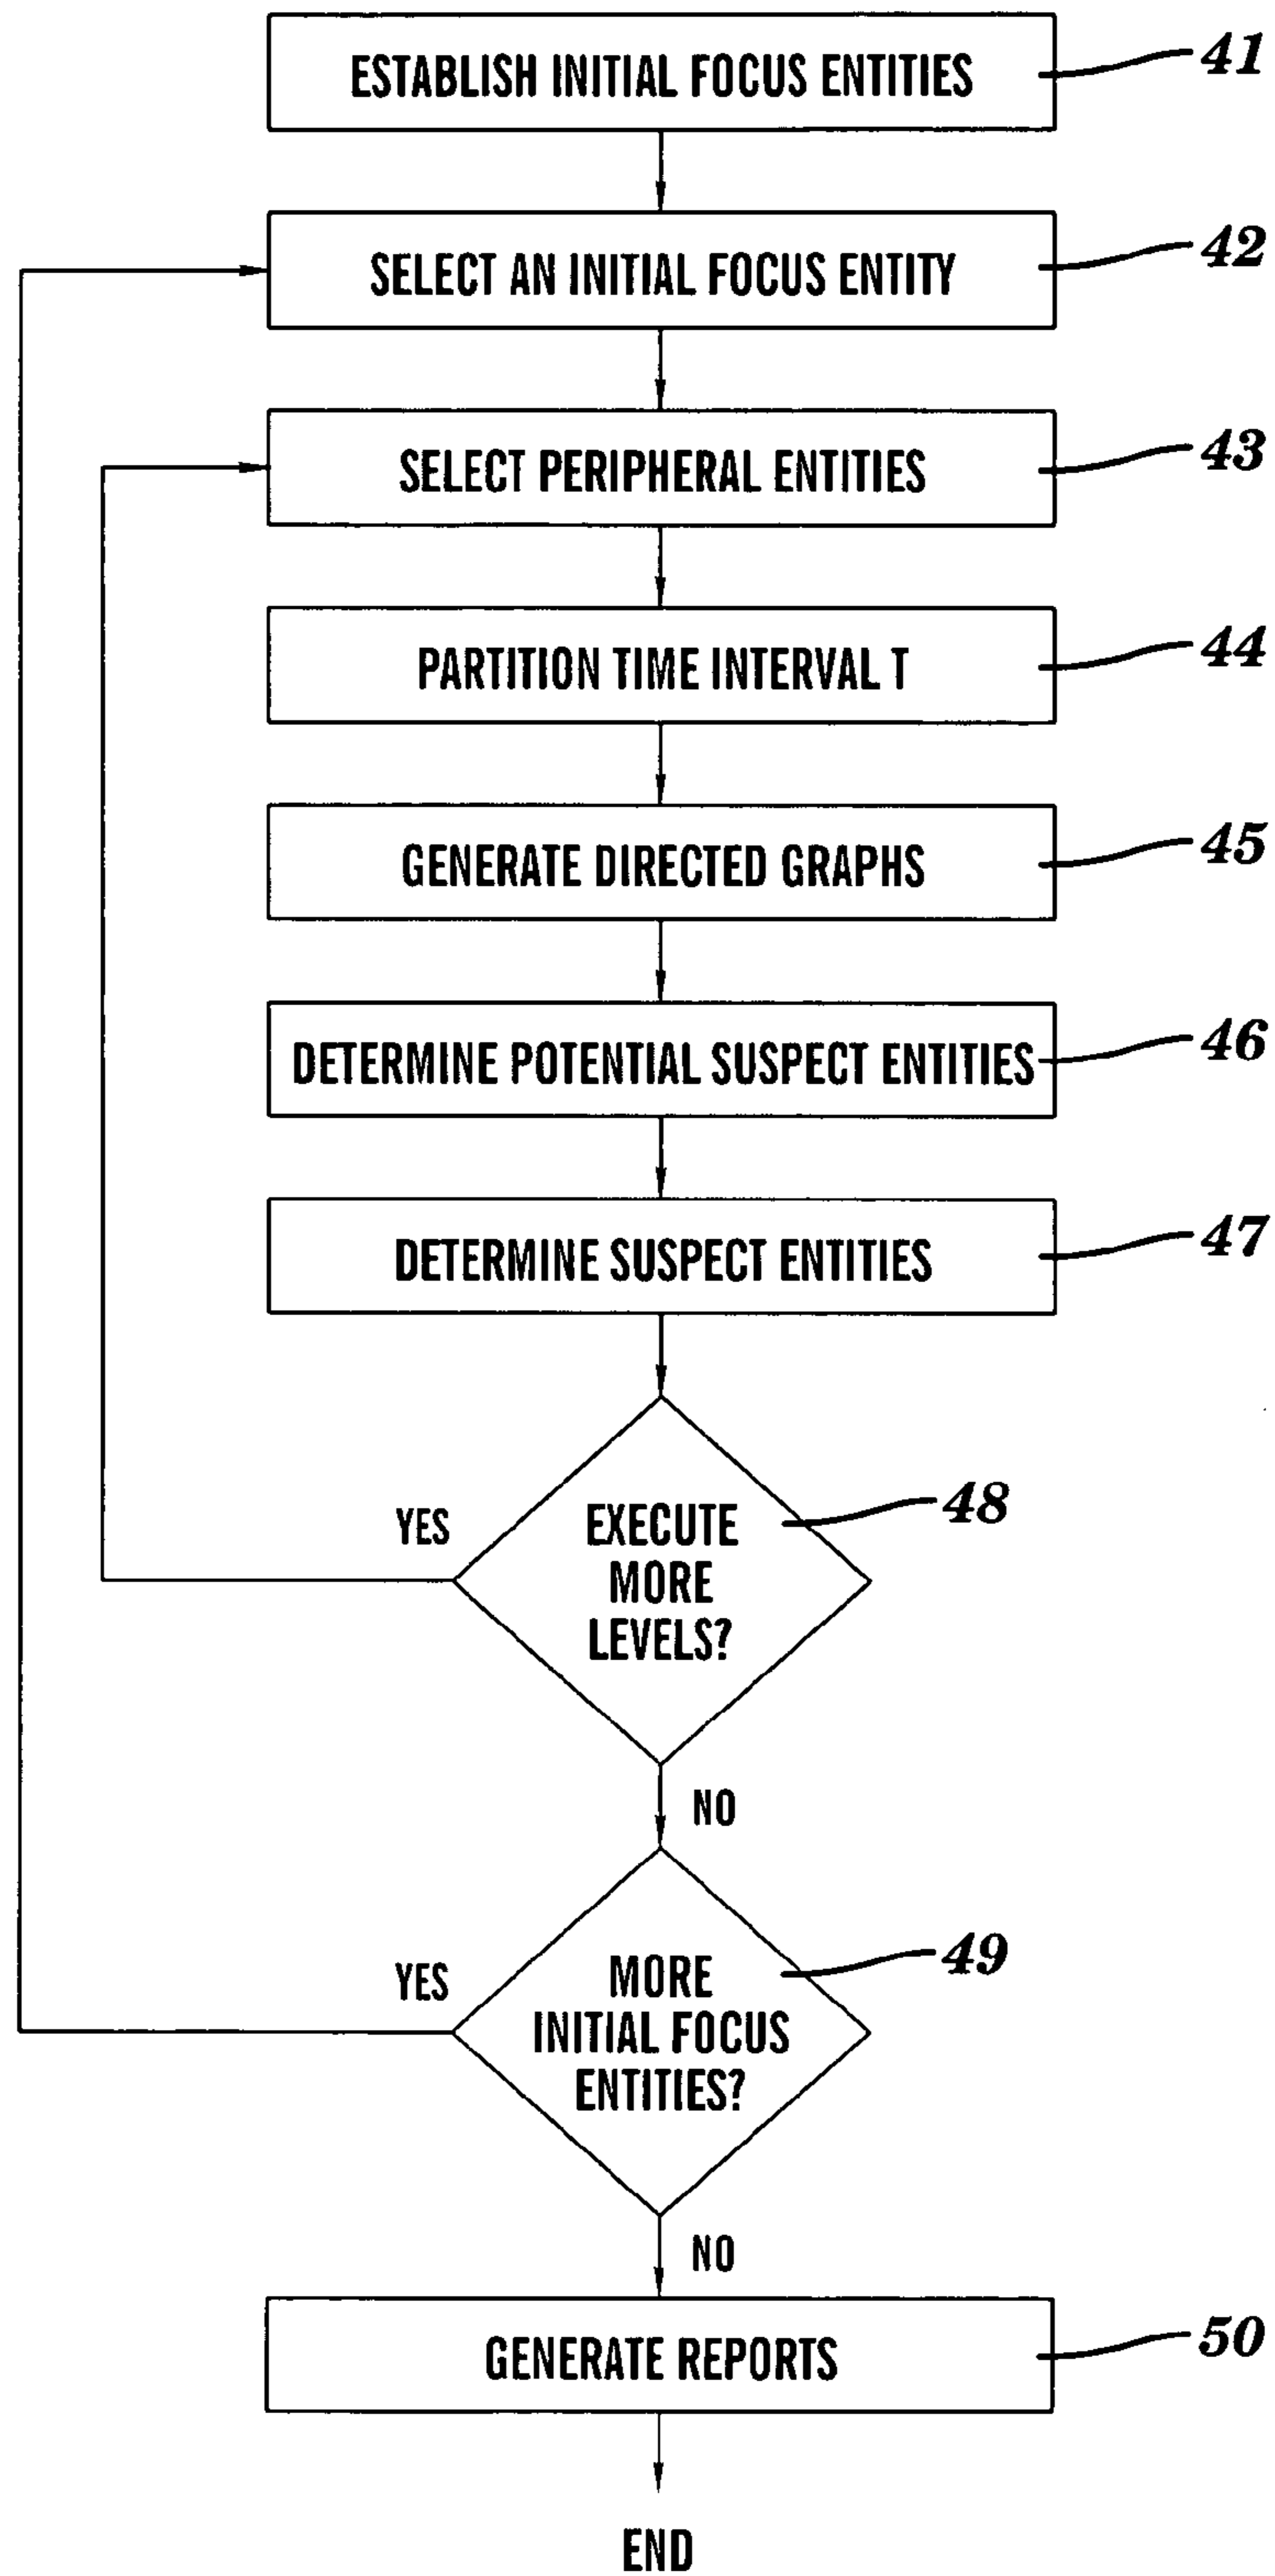 ESTABLISH INITIAL FOCUS ENTITIES
41
SELECT AN INITIAL FOCUS ENTITY
42
SELECT PERIPHERAL ENTITIES
43
PARTITION TIME INTERVAL T
44
GENERATE DIRECTED GRAPHS
45
DETERMINE POTENTIAL SUSPECT ENTITIES
46
DETERMINE SUSPECT ENTITIES
47
YES
EXECUTE
MORE
LEVELS?
48
NO
YES
MORE
INITIAL FOCUS
ENTITIES?
49
NO
GENERATE REPORTS
50
END